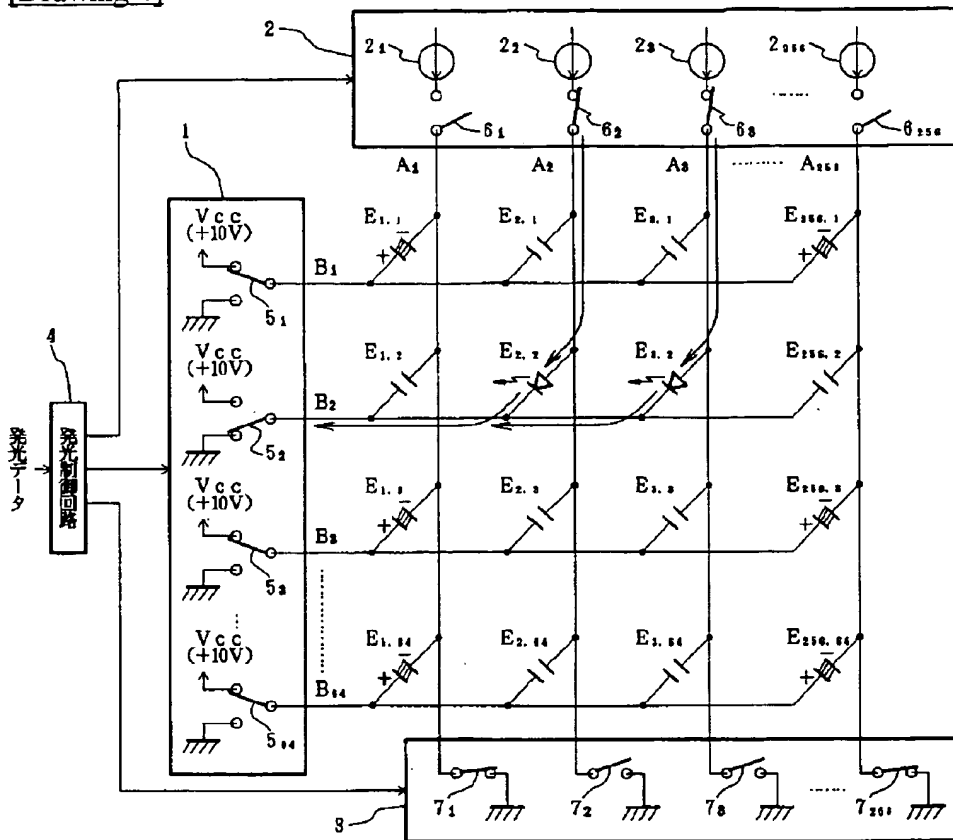 [Drawing 4]
2
2₁ 2₂ 2₃ 2₂₅₆
6₁ 6₂ 6₃ 6₂₅₆
A₁ A₂ A₃ A₂₅₆
1
Vcc
(+10V)
B₁
5₁
E₁.₁ E₂.₁ E₃.₁ E₂₅₆.₁
Vcc
(+10V)
B₂
5₂
E₁.₂ E₂.₂ E₃.₂ E₂₅₆.₂
4
発光データ
発光制御回路
Vcc
(+10V)
B₃
5₃
E₁.₃ E₂.₃ E₃.₃ E₂₅₆.₃
Vcc
(+10V)
B₆₄
5₆₄
E₁.₆₄ E₂.₆₄ E₃.₆₄ E₂₅₆.₆₄
3
7₁ 7₂ 7₃ 7₂₅₆